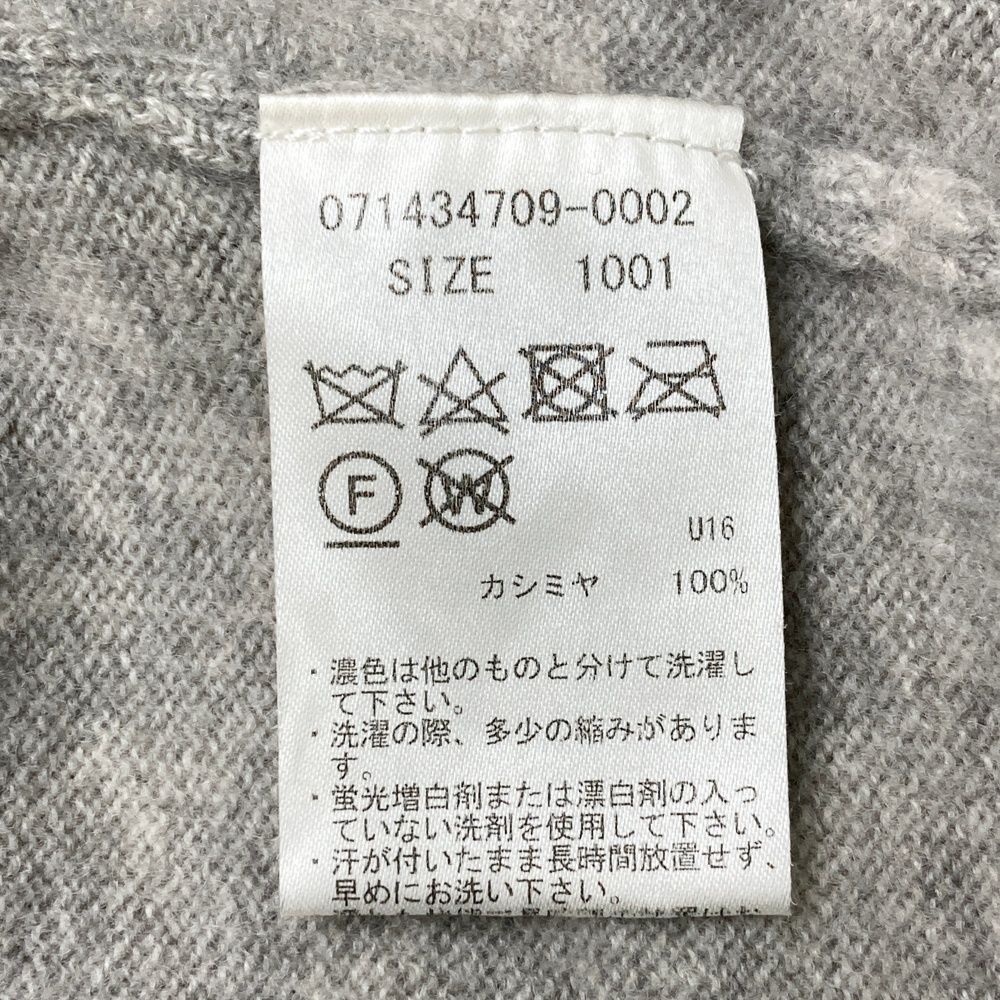 071434709-0002
SIZE 1001
F
W
U16
カシミヤ 100%
・濃色は他のものと分けて洗濯し
て下さい。
・洗濯の際、多少の縮みがありま
す。
・蛍光増白剤または漂白剤の入っ
ていない洗剤を使用して下さい。
・汗が付いたまま長時間放置せず、
早めにお洗い下さい。